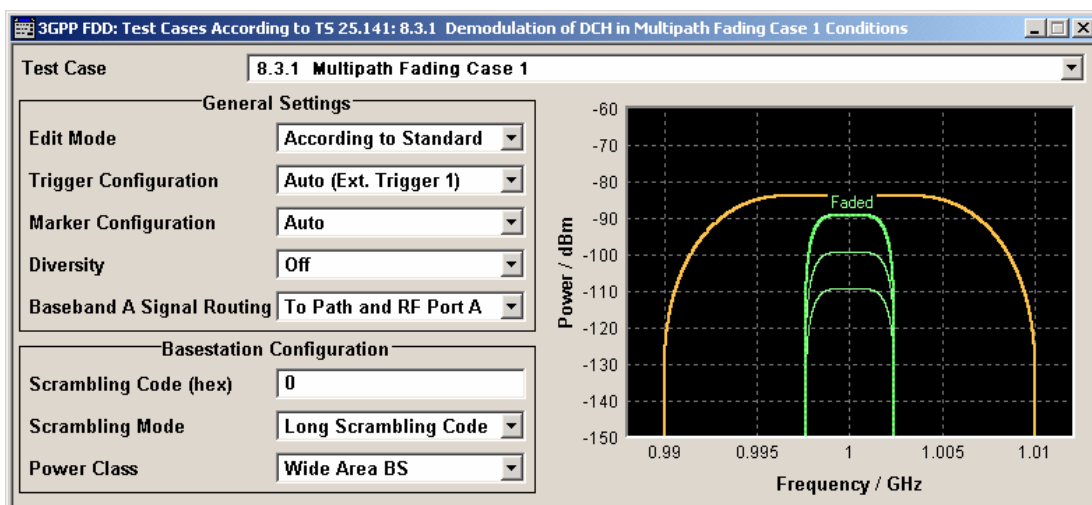 3GPP FDD: Test Cases According to TS 25.141: 8.3.1 Demodulation of DCH in Multipath Fading Case 1 Conditions
Test Case 8.3.1 Multipath Fading Case 1
General Settings
Edit Mode According to Standard
Trigger Configuration Auto (Ext. Trigger 1)
Marker Configuration Auto
Diversity Off
Baseband A Signal Routing To Path and RF Port A
Basestation Configuration
Scrambling Code (hex) 0
Scrambling Mode Long Scrambling Code
Power Class Wide Area BS
Power / dBm
-60
-70
-80
-90
-100
-110
-120
-130
-140
-150
Faded
0.99 0.995 1 1.005 1.01
Frequency / GHz